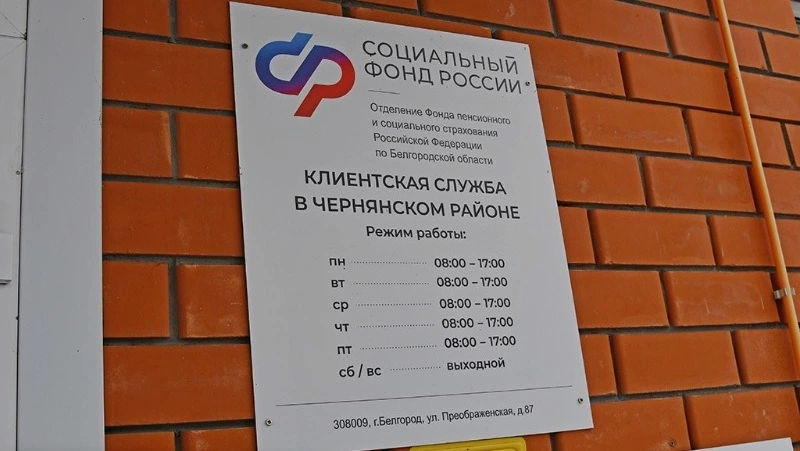 СОЦИАЛЬНЫЙ
ФОНД РОССИИ
Отделение Фонда пенсионного
и социального страхования
Российской Федерации
по Белгородской области
КЛИЕНТСКАЯ СЛУЖБА
В ЧЕРНЯНСКОМ РАЙОНЕ
Режим работы:
пн 08:00 – 17:00
вт 08:00 – 17:00
ср 08:00 – 17:00
чт 08:00 – 17:00
пт 08:00 – 17:00
сб / вс выходной
308009, г.Белгород, ул. Преображенская, д.87